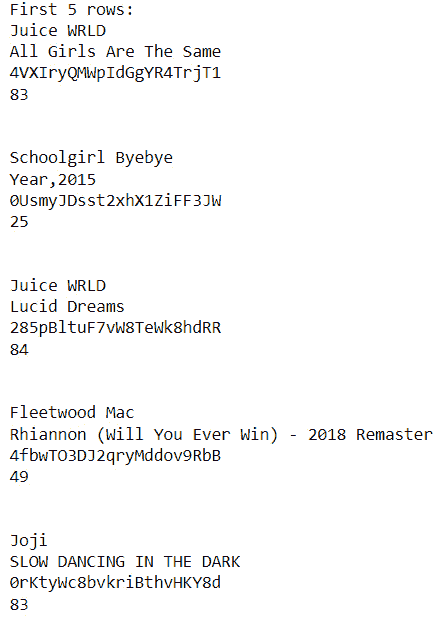 First 5 rows:
Juice WRLD
All Girls Are The Same
4VXIryQMWpIdGgYR4TrjT1
83
Schoolgirl Byebye
Year,2015
0UsmyJDsst2xhX1ZiFF3JW
25
Juice WRLD
Lucid Dreams
285pBltuF7vW8TeWk8hdRR
84
Fleetwood Mac
Rhiannon (Will You Ever Win) - 2018 Remaster
4fbwTO3DJ2qryMddov9RbB
49
Joji
SLOW DANCING IN THE DARK
0rKtyWc8bvkriBthvHKY8d
83